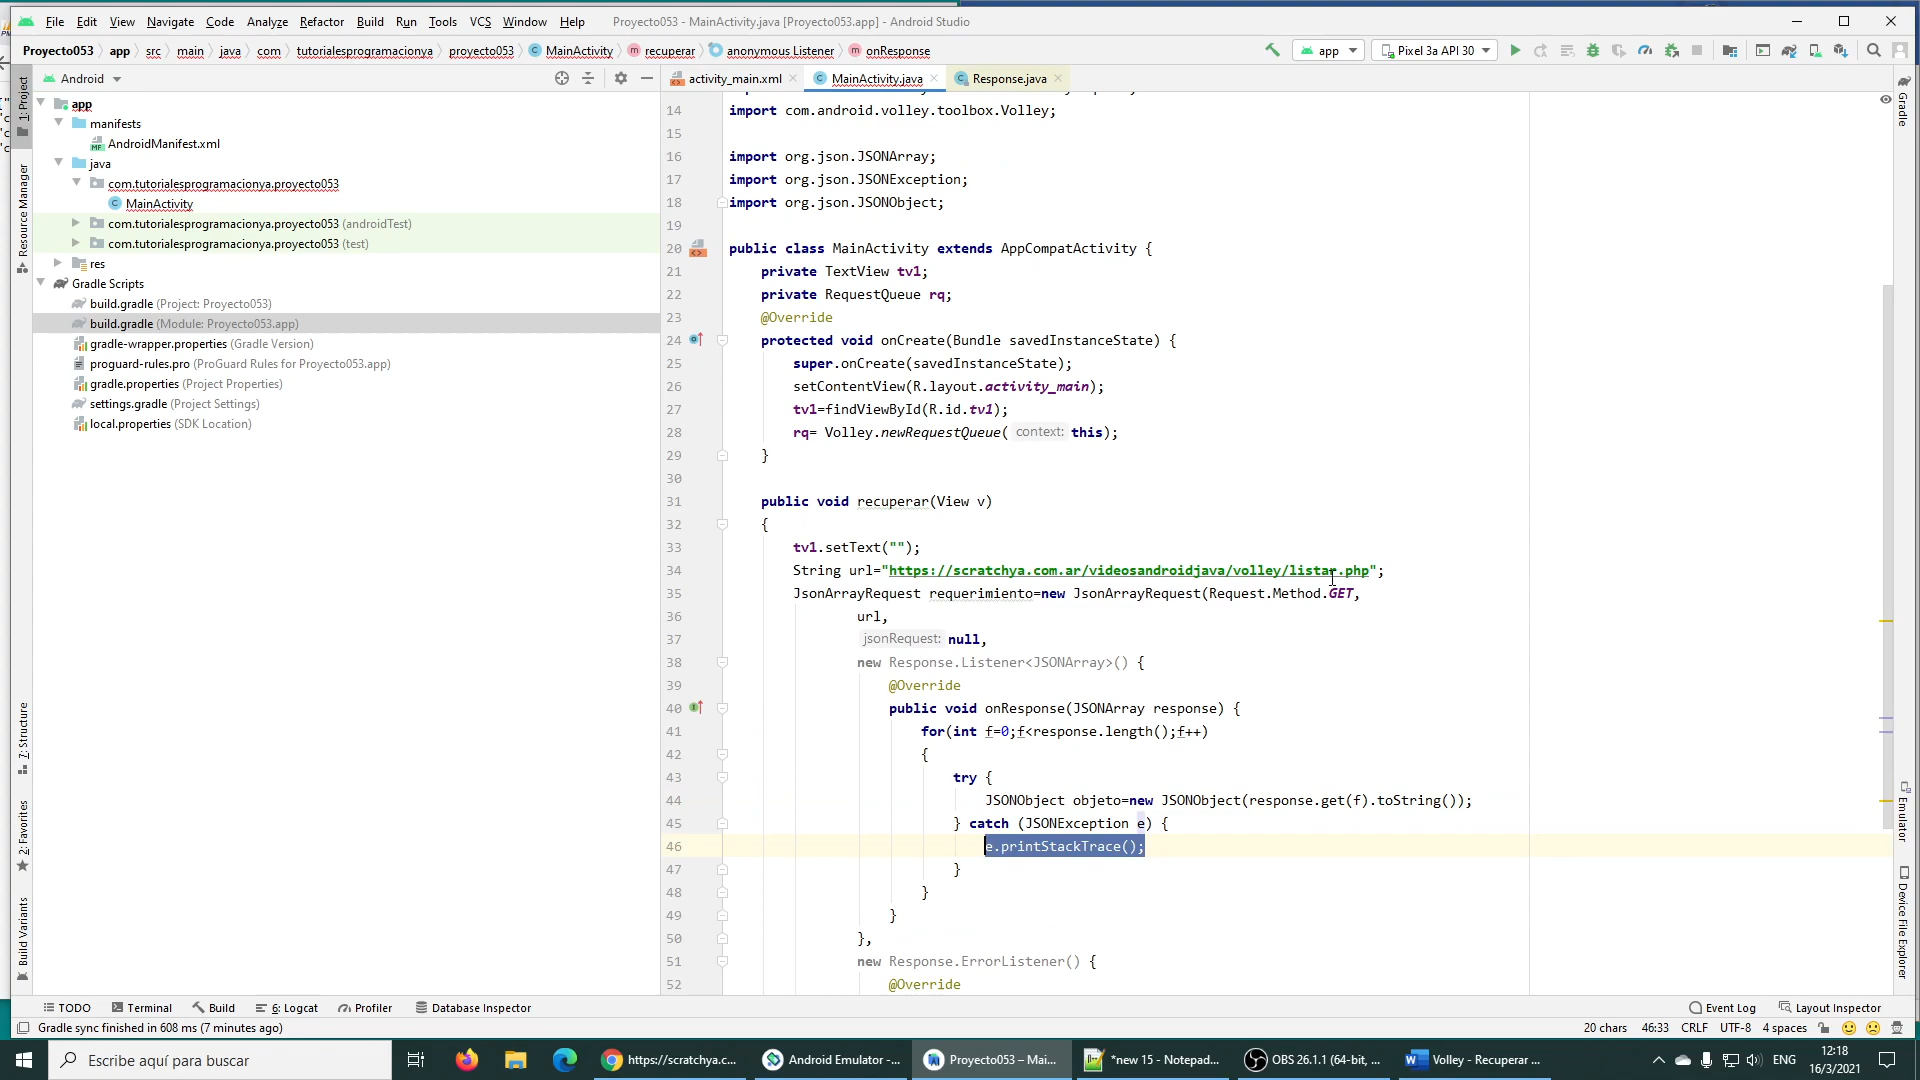 File Edit View Navigate Code Analyze Refactor Build Run Tools VCS Window Help Proyecto053 - MainActivity.java [Proyecto053.app] - Android Studio
Proyecto053 app src main java com tutorialesprogramacionya proyecto053 MainActivity recuperar anonymous Listener onResponse app Pixel 3a API 30
Android activity_main.xml MainActivity.java Response.java
1: Project
Resource Manager
7: Structure
2: Favorites
Build Variants
app
manifests
AndroidManifest.xml
java
com.tutorialesprogramacionya.proyecto053
MainActivity
com.tutorialesprogramacionya.proyecto053 (androidTest)
com.tutorialesprogramacionya.proyecto053 (test)
res
Gradle Scripts
build.gradle (Project: Proyecto053)
build.gradle (Module: Proyecto053.app)
gradle-wrapper.properties (Gradle Version)
proguard-rules.pro (ProGuard Rules for Proyecto053.app)
gradle.properties (Project Properties)
settings.gradle (Project Settings)
local.properties (SDK Location)
14 import com.android.volley.toolbox.Volley;
15
16 import org.json.JSONArray;
17 import org.json.JSONException;
18 import org.json.JSONObject;
19
20 public class MainActivity extends AppCompatActivity {
21 private TextView tv1;
22 private RequestQueue rq;
23 @Override
24 protected void onCreate(Bundle savedInstanceState) {
25 super.onCreate(savedInstanceState);
26 setContentView(R.layout.activity_main);
27 tv1=findViewById(R.id.tv1);
28 rq= Volley.newRequestQueue( context: this);
29 }
30
31 public void recuperar(View v)
32 {
33 tv1.setText("");
34 String url="https://scratchya.com.ar/videosandroidjava/volley/listar.php";
35 JsonArrayRequest requerimiento=new JsonArrayRequest(Request.Method.GET,
36 url,
37 jsonRequest: null,
38 new Response.Listener<JSONArray>() {
39 @Override
40 public void onResponse(JSONArray response) {
41 for(int f=0;f<response.length();f++)
42 {
43 try {
44 JSONObject objeto=new JSONObject(response.get(f).toString());
45 } catch (JSONException e) {
46 e.printStackTrace();
47 }
48 }
49 }
50 },
51 new Response.ErrorListener() {
52 @Override
Gradle
Emulator
Device File Explorer
TODO Terminal Build 6: Logcat Profiler Database Inspector Event Log Layout Inspector
Gradle sync finished in 608 ms (7 minutes ago) 20 chars 46:33 CRLF UTF-8 4 spaces
Escribe aquí para buscar https://scratchya.c... Android Emulator -... Proyecto053 – Mai... *new 15 - Notepad... OBS 26.1.1 (64-bit, ... Volley - Recuperar ... ENG 12:18
16/3/2021